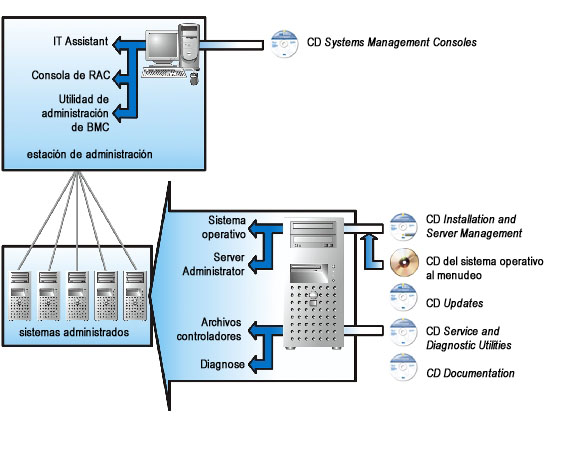 IT Assistant
CD Systems Management Consoles
Consola de RAC
Utilidad de
administración
de BMC
estación de administración
Sistema
operativo
CD Installation and
Server Management
Server
Administrator
CD del sistema operativo
al menudeo
CD Updates
sistemas administrados
Archivos
controladores
CD Service and
Diagnostic Utilities
Diagnose
CD Documentation